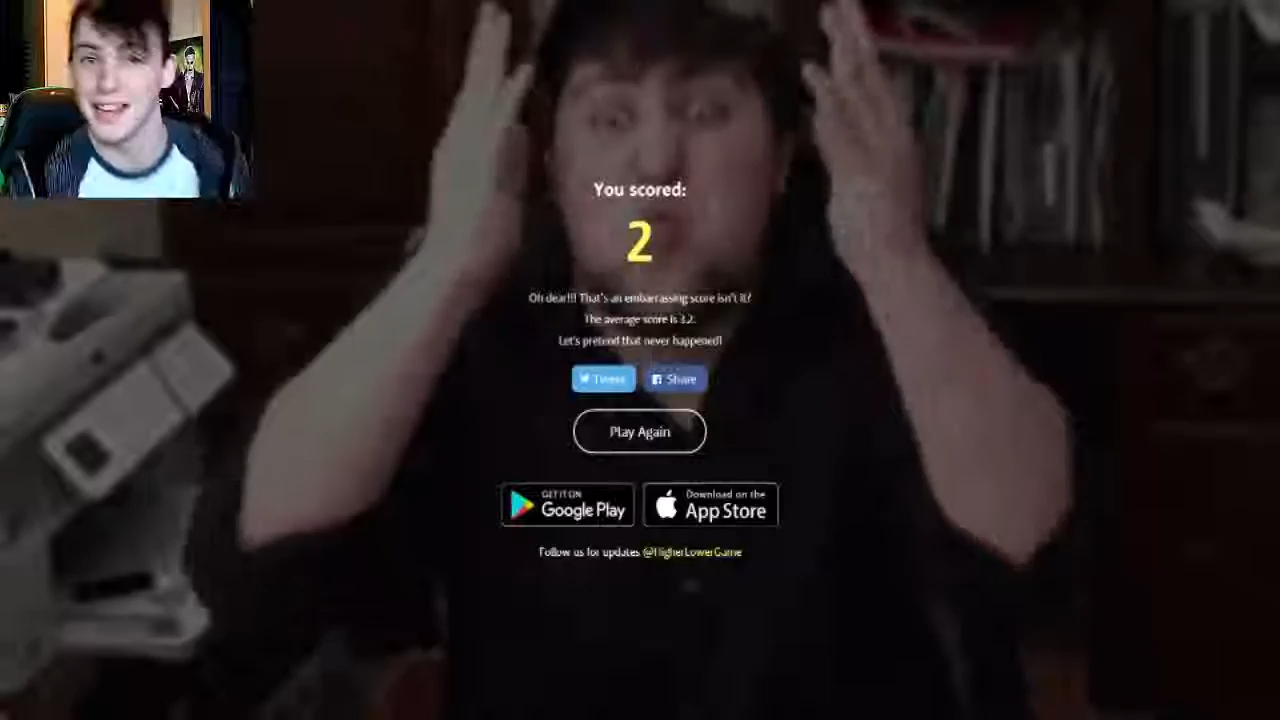 You scored:
2
Oh dear!!! That's an embarrassing score isn't it?
The average score is 3.2.
Let's pretend that never happened!
Tweet Share
Play Again
GET IT ON
Google Play
Download on the
App Store
Follow us for updates @HigherLowerGame